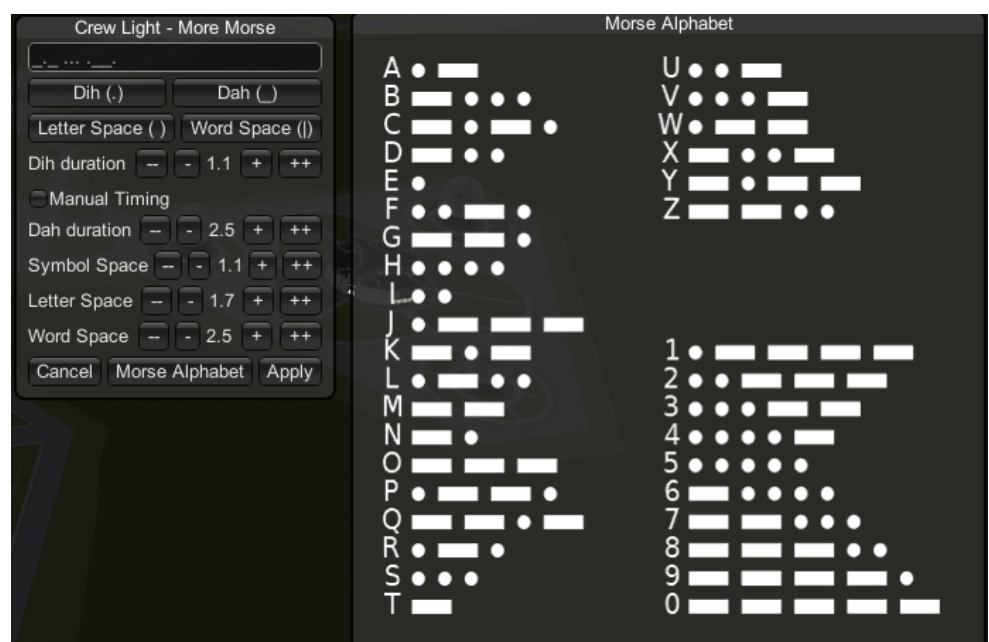 Crew Light - More Morse
_._ ... .__.
Dih (.) Dah (_)
Letter Space ( ) Word Space (|)
Dih duration -- - 1.1 + ++
Manual Timing
Dah duration -- - 2.5 + ++
Symbol Space -- - 1.1 + ++
Letter Space -- - 1.7 + ++
Word Space -- - 2.5 + ++
Cancel Morse Alphabet Apply
Morse Alphabet
A
B
C
D
E
F
G
H
I
J
K
L
M
N
O
P
Q
R
S
T
U
V
W
X
Y
Z
1
2
3
4
5
6
7
8
9
0